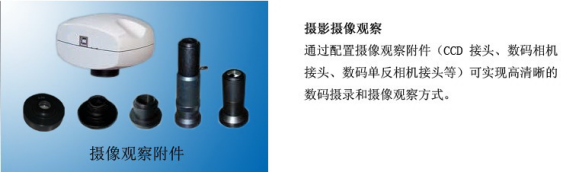 摄像观察附件
摄影摄像观察
通过配置摄像观察附件（CCD 接头、数码相机
接头、数码单反相机接头等）可实现高清晰的
数码摄录和摄像观察方式。